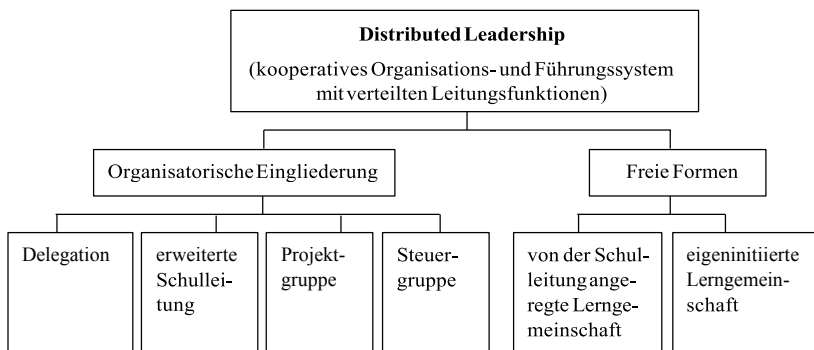 Distributed Leadership
(kooperatives Organisations- und Führungssystem
mit verteilten Leitungsfunktionen)
Organisatorische Eingliederung
Freie Formen
Delegation
erweiterte
Schullei-
tung
Projekt-
gruppe
Steuer-
gruppe
von der Schul-
leitung ange-
regte Lernge-
meinschaft
eigeninitiierte
Lerngemein-
schaft